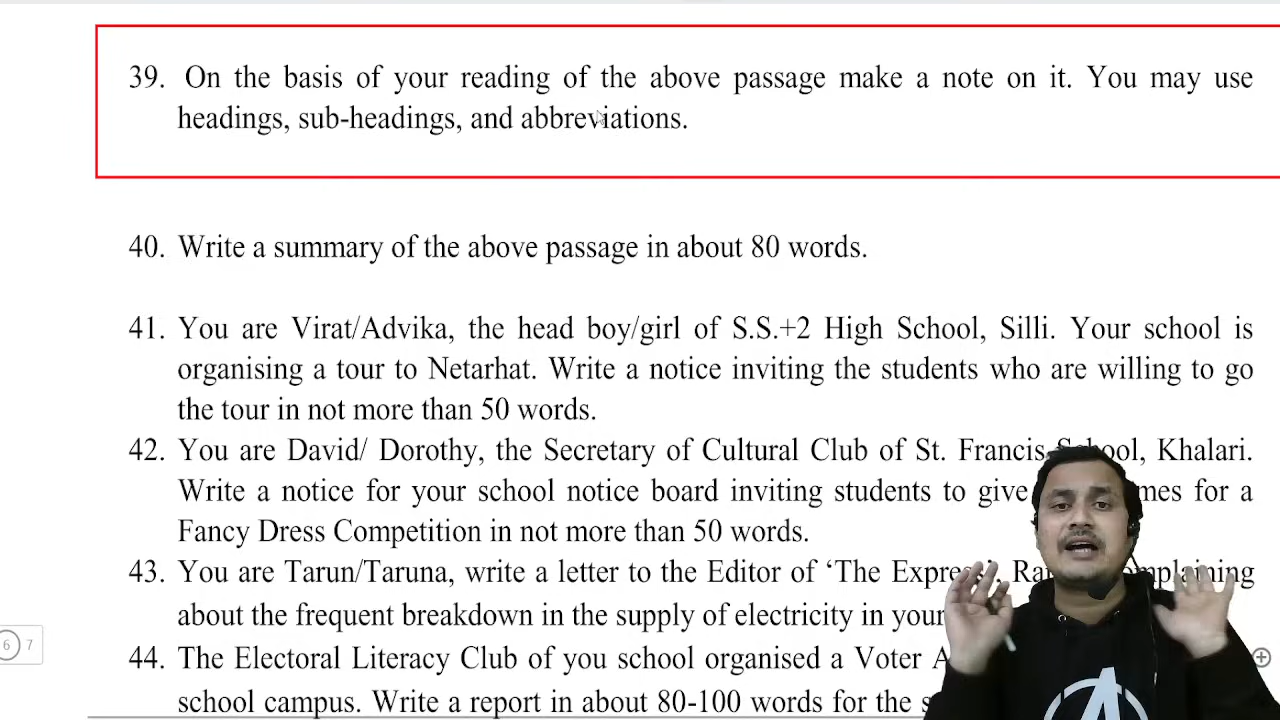 39. On the basis of your reading of the above passage make a note on it. You may use
headings, sub-headings, and abbreviations.
40. Write a summary of the above passage in about 80 words.
41. You are Virat/Advika, the head boy/girl of S.S.+2 High School, Silli. Your school is
organising a tour to Netarhat. Write a notice inviting the students who are willing to go
the tour in not more than 50 words.
42. You are David/ Dorothy, the Secretary of Cultural Club of St. Francis School, Khalari.
Write a notice for your school notice board inviting students to give for a
Fancy Dress Competition in not more than 50 words.
43. You are Tarun/Taruna, write a letter to the Editor of ‘The Express’,
about the frequent breakdown in the supply of electricity in your
6 7
44. The Electoral Literacy Club of you school organised a Voter
school campus. Write a report in about 80-100 words for the